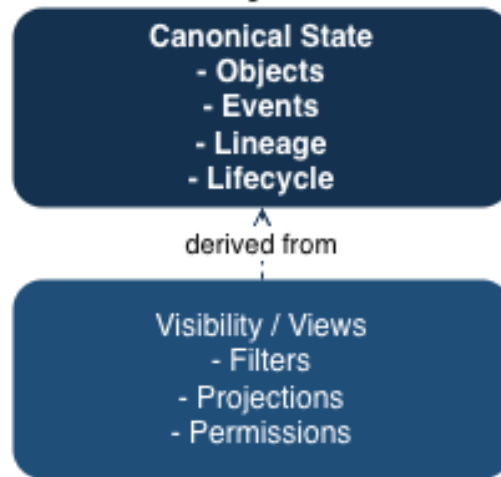 Canonical State
- Objects
- Events
- Lineage
- Lifecycle
derived from
Visibility / Views
- Filters
- Projections
- Permissions